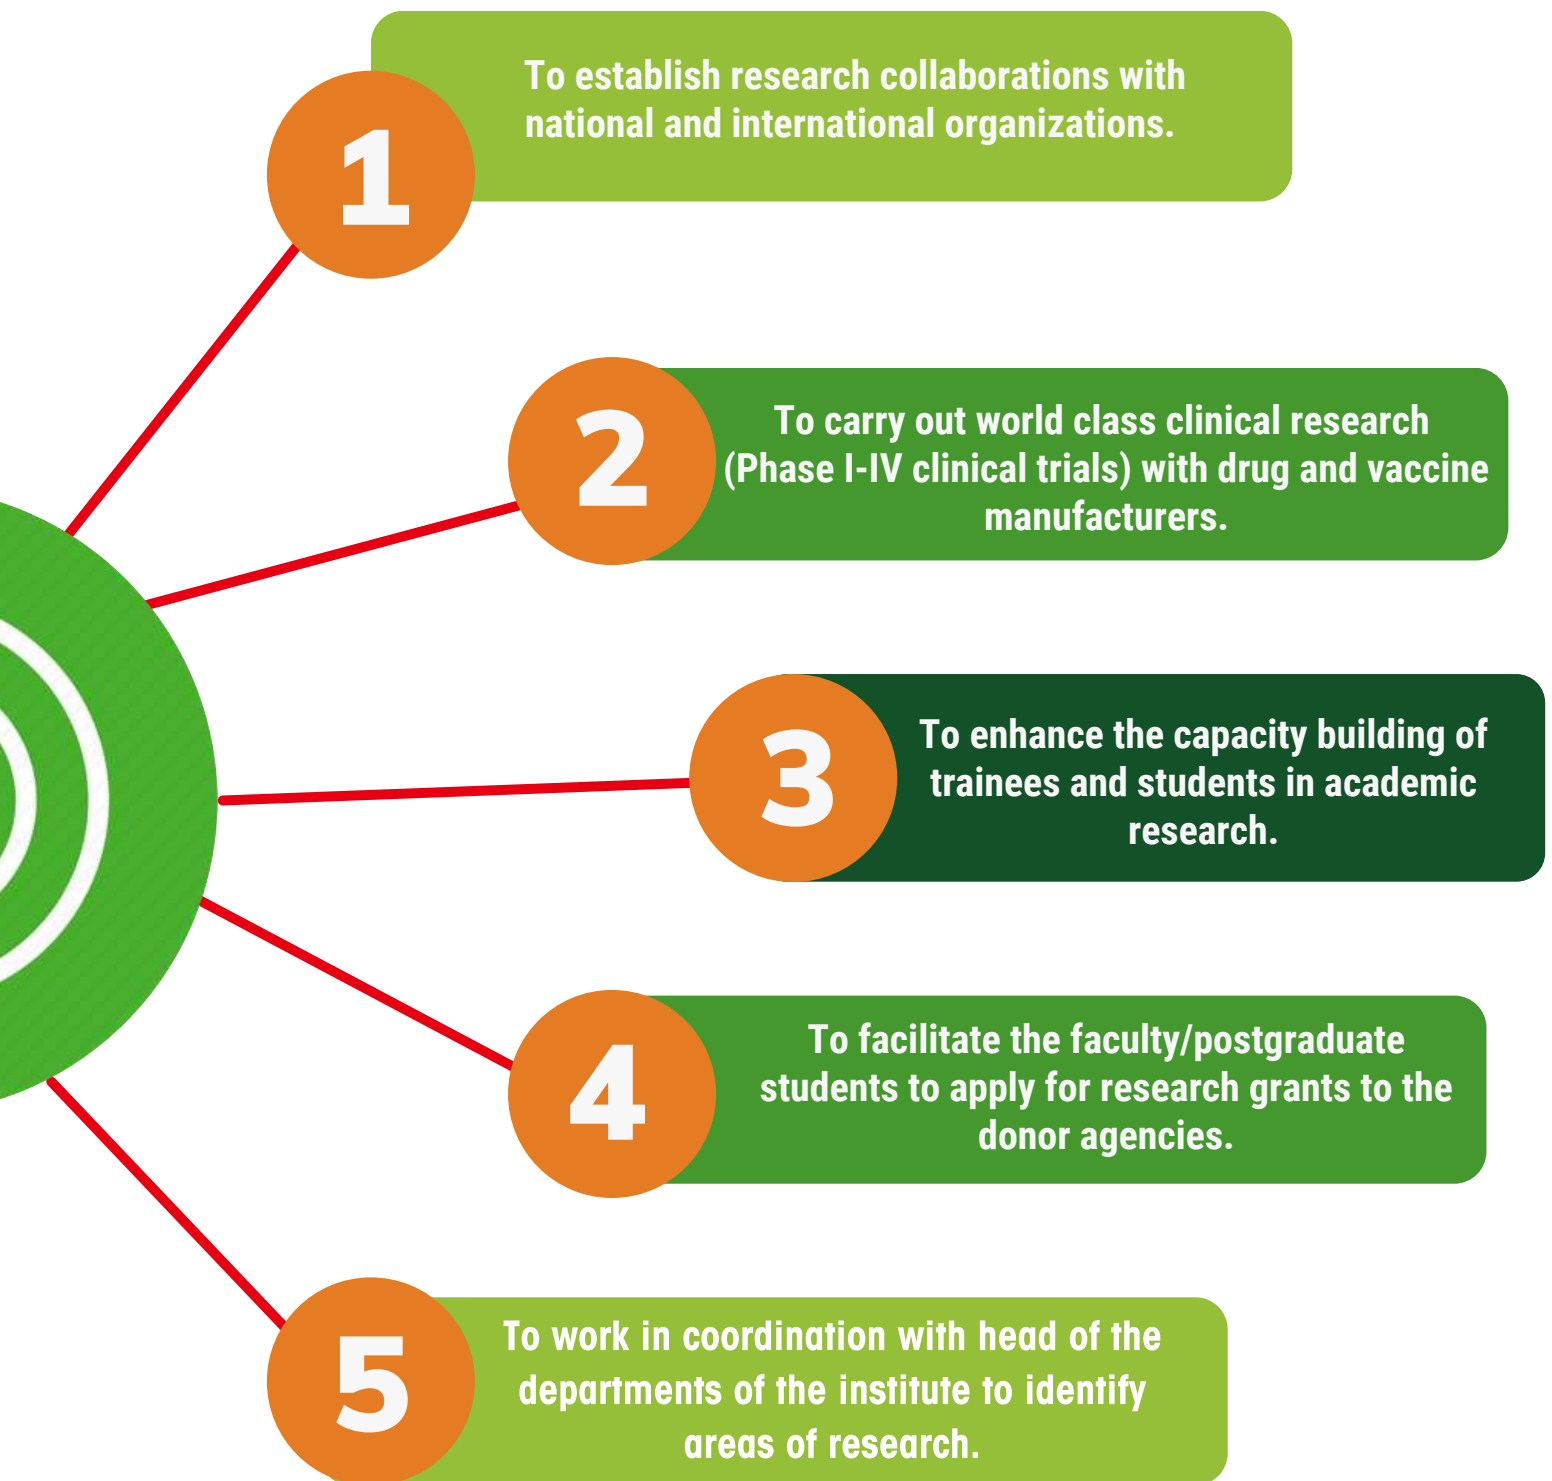 1
To establish research collaborations with
national and international organizations.
2
To carry out world class clinical research
(Phase I-IV clinical trials) with drug and vaccine
manufacturers.
3
To enhance the capacity building of
trainees and students in academic
research.
4
To facilitate the faculty/postgraduate
students to apply for research grants to the
donor agencies.
5
To work in coordination with head of the
departments of the institute to identify
areas of research.